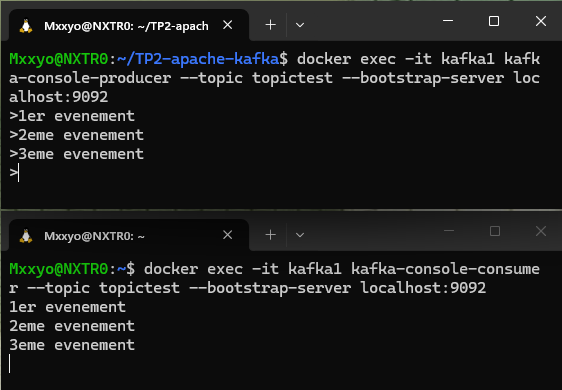 Mxxyo@NXTR0: ~/TP2-apach
Mxxyo@NXTR0:~/TP2-apache-kafka$ docker exec -it kafka1 kafk
a-console-producer --topic topictest --bootstrap-server loc
alhost:9092
>1er evenement
>2eme evenement
>3eme evenement
>
Mxxyo@NXTR0: ~
Mxxyo@NXTR0:~$ docker exec -it kafka1 kafka-console-consume
r --topic topictest --bootstrap-server localhost:9092
1er evenement
2eme evenement
3eme evenement